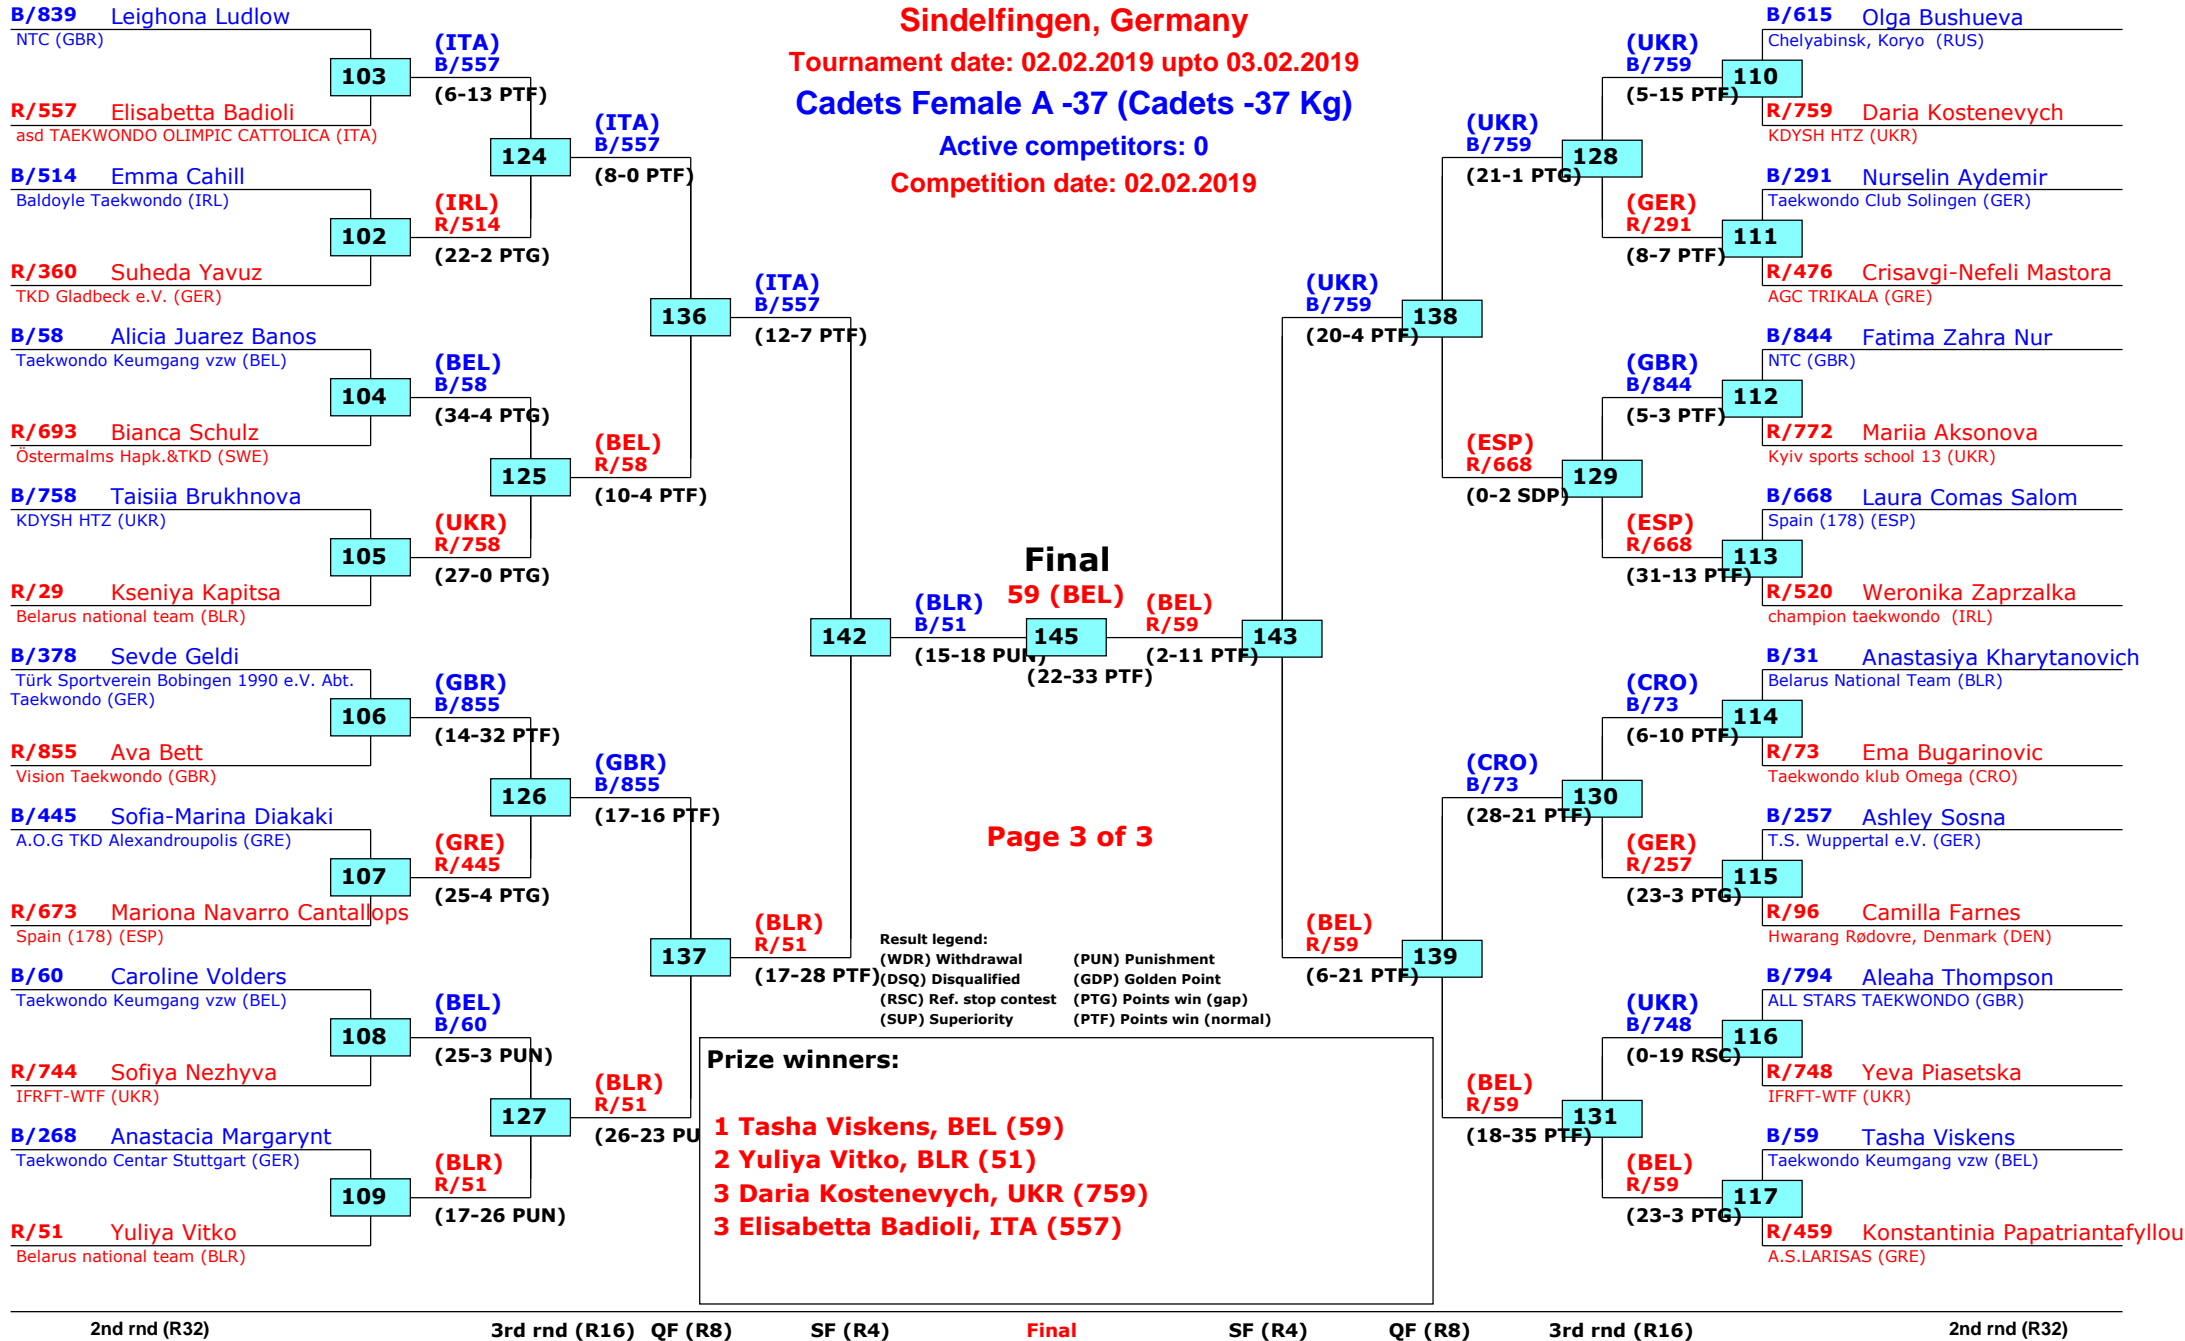 Sindelfingen, Germany
Tournament date: 02.02.2019 upto 03.02.2019
Cadets Female A -37 (Cadets -37 Kg)
Active competitors: 0
Competition date: 02.02.2019
B/839 Leighona Ludlow
NTC (GBR)
103
R/557 Elisabetta Badioli
asd TAEKWONDO OLIMPIC CATTOLICA (ITA)
B/514 Emma Cahill
Baldoyle Taekwondo (IRL)
102
R/360 Suheda Yavuz
TKD Gladbeck e.V. (GER)
B/58 Alicia Juarez Banos
Taekwondo Keumgang vzw (BEL)
104
R/693 Bianca Schulz
Östermalms Hapk.&TKD (SWE)
B/758 Taisiia Brukhnova
KDYSH HTZ (UKR)
105
R/29 Kseniya Kapitsa
Belarus national team (BLR)
B/378 Sevde Geldi
Türk Sportverein Bobingen 1990 e.V. Abt.
Taekwondo (GER)
106
R/855 Ava Bett
Vision Taekwondo (GBR)
B/445 Sofia-Marina Diakaki
A.O.G TKD Alexandroupolis (GRE)
107
R/673 Mariona Navarro Cantallops
Spain (178) (ESP)
B/60 Caroline Volders
Taekwondo Keumgang vzw (BEL)
108
R/744 Sofiya Nezhyva
IFRFT-WTF (UKR)
B/268 Anastacia Margarynt
Taekwondo Centar Stuttgart (GER)
109
R/51 Yuliya Vitko
Belarus national team (BLR)
(ITA)
B/557
(6-13 PTF)
124
(IRL)
R/514
(22-2 PTG)
(BEL)
B/58
(34-4 PTG)
125
(UKR)
R/758
(27-0 PTG)
(GBR)
B/855
(14-32 PTF)
126
(GRE)
R/445
(25-4 PTG)
(BEL)
B/60
(25-3 PUN)
127
(BLR)
R/51
(17-26 PUN)
(ITA)
B/557
(8-0 PTF)
136
(BEL)
R/58
(10-4 PTF)
(GBR)
B/855
(17-16 PTF)
137
(BLR)
R/51
(26-23 PU
(ITA)
B/557
(12-7 PTF)
142
(BLR)
R/51
(17-28 PTF)
(BLR)
B/51
(15-18 PUN)
Final
59 (BEL)
145
(22-33 PTF)
(BEL)
R/59
(2-11 PTF)
143
(UKR)
B/759
(20-4 PTF)
138
(BEL)
R/59
(6-21 PTF)
139
(UKR)
B/759
(21-1 PTG)
128
(ESP)
R/668
(0-2 SDP)
129
(CRO)
B/73
(28-21 PTF)
130
(BEL)
R/59
(18-35 PTF)
131
(UKR)
B/759
(5-15 PTF)
110
(GER)
R/291
(8-7 PTF)
111
(GBR)
B/844
(5-3 PTF)
112
(ESP)
R/668
(31-13 PTF)
113
(CRO)
B/73
(6-10 PTF)
114
(GER)
R/257
(23-3 PTG)
115
(UKR)
B/748
(0-19 RSC)
116
(BEL)
R/59
(23-3 PTG)
117
B/615 Olga Bushueva
Chelyabinsk, Koryo (RUS)
R/759 Daria Kostenevych
KDYSH HTZ (UKR)
B/291 Nurselin Aydemir
Taekwondo Club Solingen (GER)
R/476 Crisavgi-Nefeli Mastora
AGC TRIKALA (GRE)
B/844 Fatima Zahra Nur
NTC (GBR)
R/772 Mariia Aksonova
Kyiv sports school 13 (UKR)
B/668 Laura Comas Salom
Spain (178) (ESP)
R/520 Weronika Zaprzalka
champion taekwondo (IRL)
B/31 Anastasiya Kharytanovich
Belarus National Team (BLR)
R/73 Ema Bugarinovic
Taekwondo klub Omega (CRO)
B/257 Ashley Sosna
T.S. Wuppertal e.V. (GER)
R/96 Camilla Farnes
Hwarang Rødovre, Denmark (DEN)
B/794 Aleaha Thompson
ALL STARS TAEKWONDO (GBR)
R/748 Yeva Piasetska
IFRFT-WTF (UKR)
B/59 Tasha Viskens
Taekwondo Keumgang vzw (BEL)
R/459 Konstantinia Papatriantafyllou
A.S.LARISAS (GRE)
Page 3 of 3
Result legend:
(WDR) Withdrawal (PUN) Punishment
(DSQ) Disqualified (GDP) Golden Point
(RSC) Ref. stop contest (PTG) Points win (gap)
(SUP) Superiority (PTF) Points win (normal)
Prize winners:
1 Tasha Viskens, BEL (59)
2 Yuliya Vitko, BLR (51)
3 Daria Kostenevych, UKR (759)
3 Elisabetta Badioli, ITA (557)
2nd rnd (R32) 3rd rnd (R16) QF (R8) SF (R4) Final SF (R4) QF (R8) 3rd rnd (R16) 2nd rnd (R32)